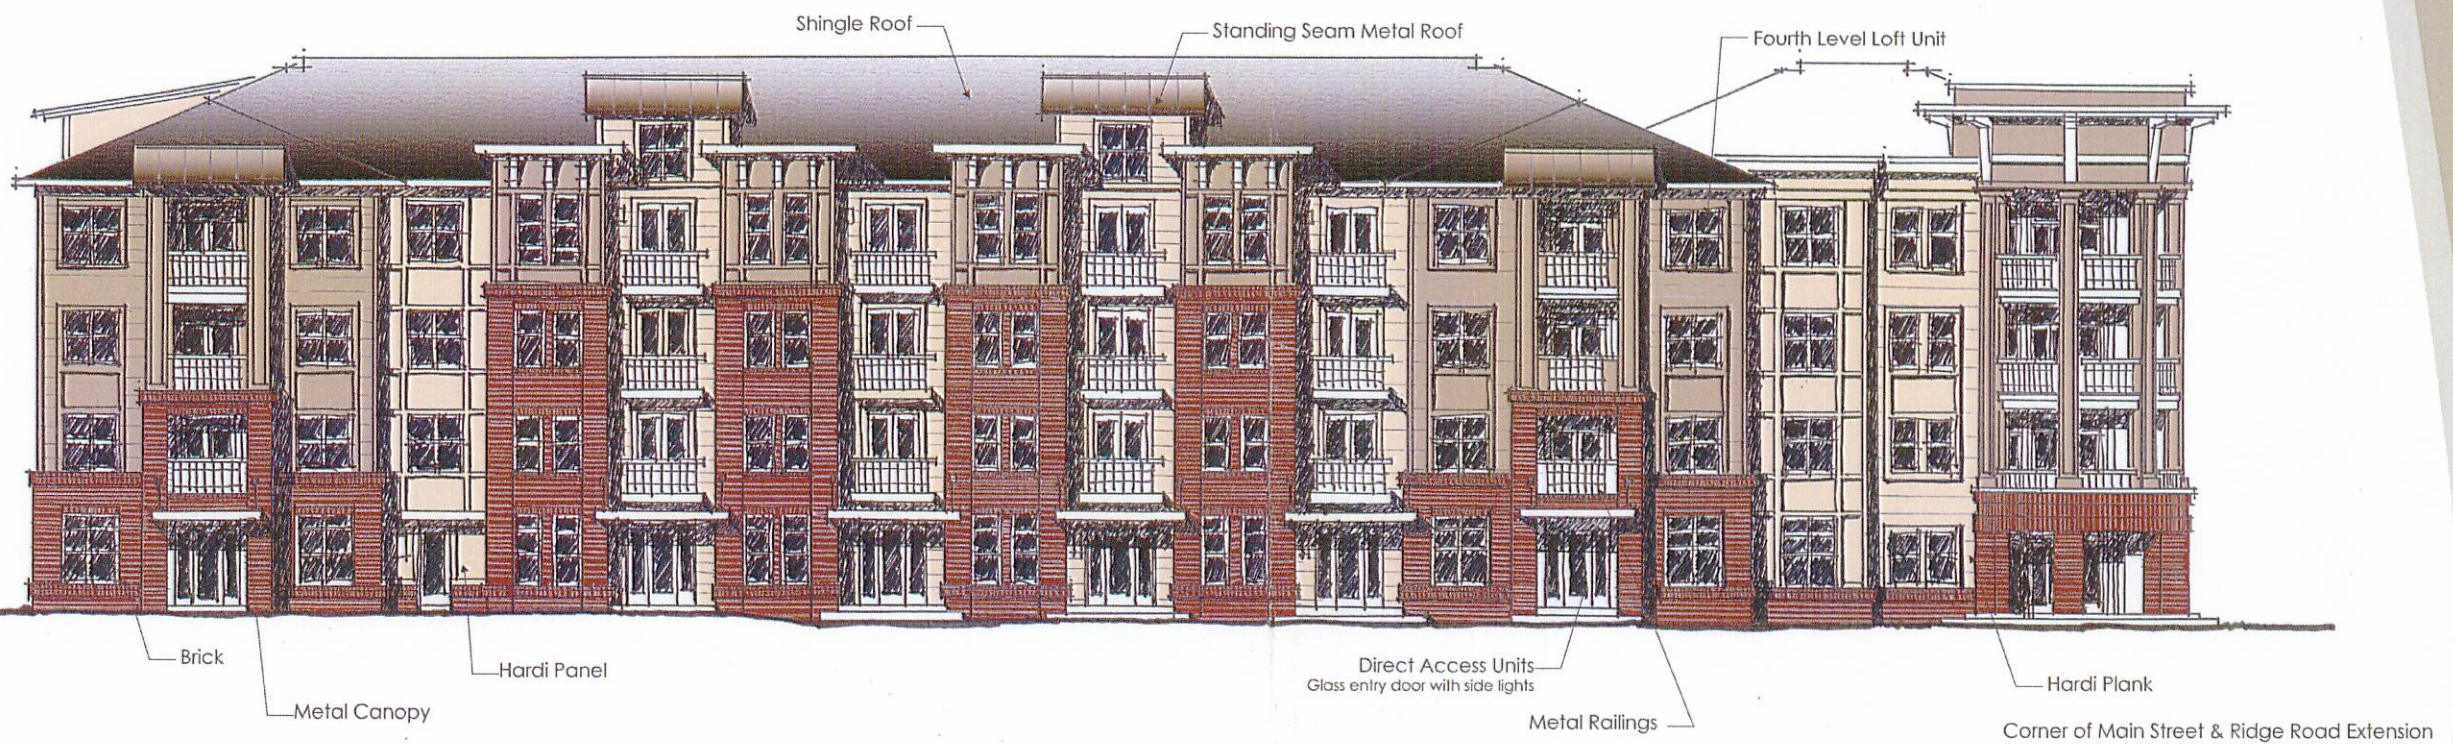 Shingle Roof
Standing Seam Metal Roof
Fourth Level Loft Unit
Brick
Hardi Panel
Metal Canopy
Direct Access Units
Glass entry door with side lights
Metal Railings
Hardi Plank
Corner of Main Street & Ridge Road Extension